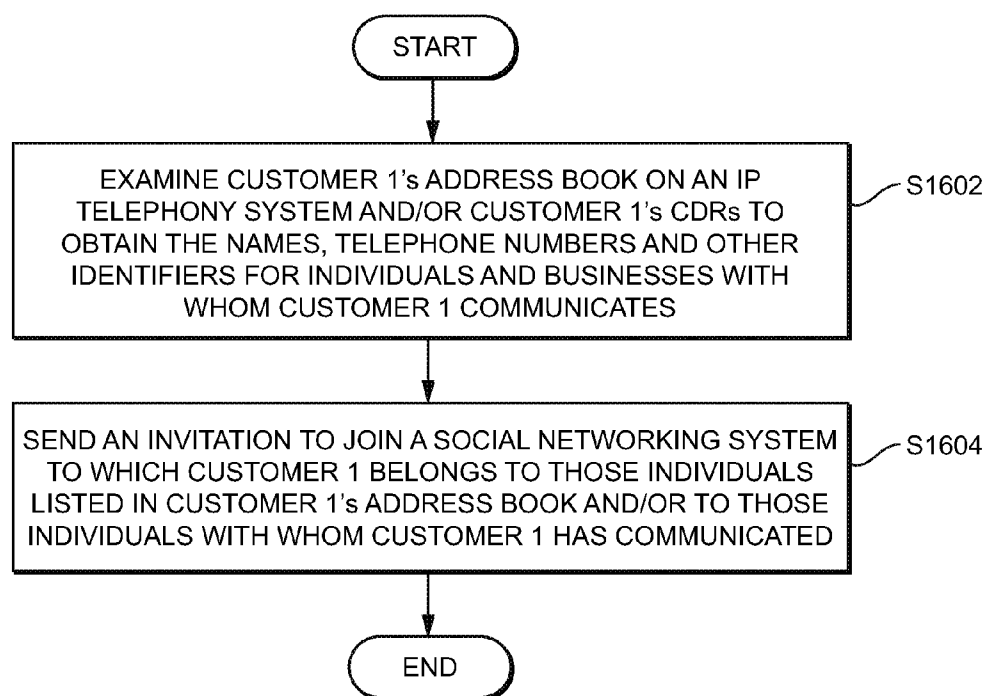 START
EXAMINE CUSTOMER 1's ADDRESS BOOK ON AN IP
TELEPHONY SYSTEM AND/OR CUSTOMER 1's CDRs TO
OBTAIN THE NAMES, TELEPHONE NUMBERS AND OTHER
IDENTIFIERS FOR INDIVIDUALS AND BUSINESSES WITH
WHOM CUSTOMER 1 COMMUNICATES
S1602
SEND AN INVITATION TO JOIN A SOCIAL NETWORKING SYSTEM
TO WHICH CUSTOMER 1 BELONGS TO THOSE INDIVIDUALS
LISTED IN CUSTOMER 1's ADDRESS BOOK AND/OR TO THOSE
INDIVIDUALS WITH WHOM CUSTOMER 1 HAS COMMUNICATED
S1604
END